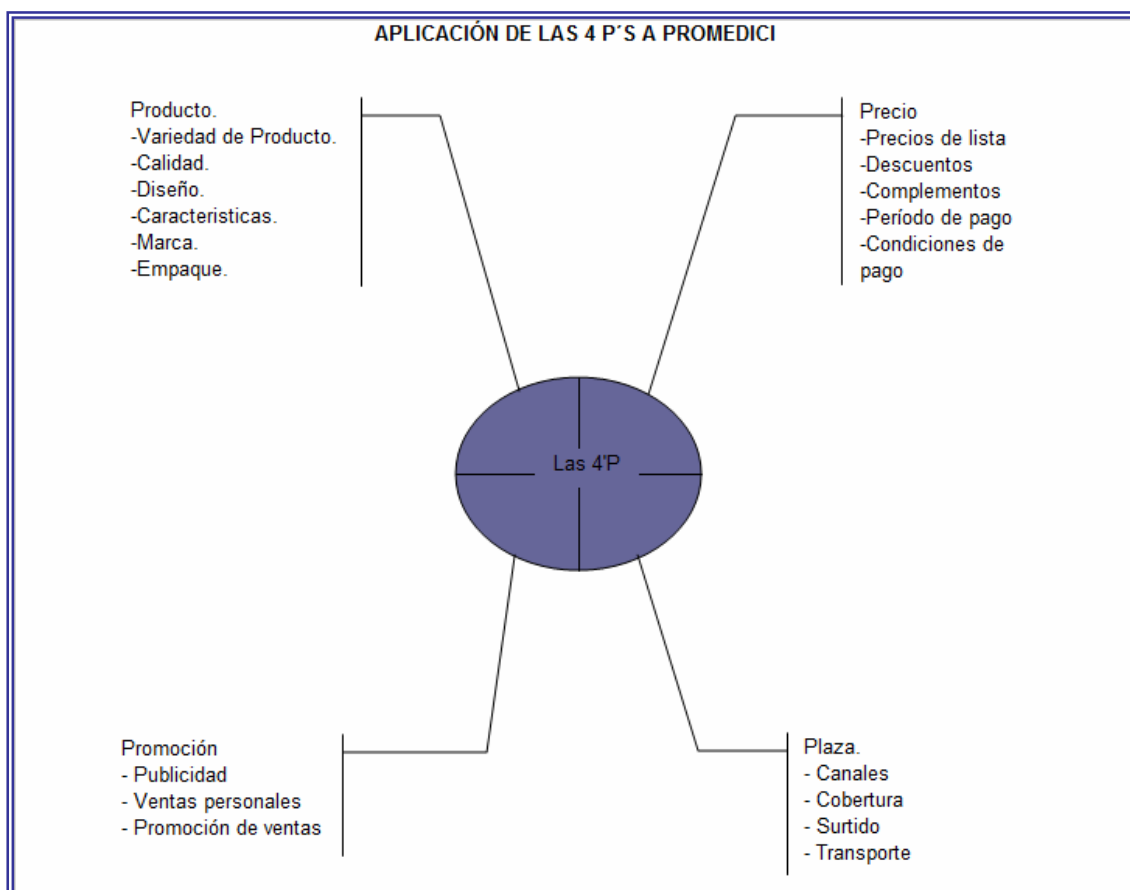 APLICACIÓN DE LAS 4 P´S A PROMEDICI
Producto.
-Variedad de Producto.
-Calidad.
-Diseño.
-Caracteristicas.
-Marca.
-Empaque.
Precio
-Precios de lista
-Descuentos
-Complementos
-Período de pago
-Condiciones de
pago
Las 4'P
Promoción
- Publicidad
- Ventas personales
- Promoción de ventas
Plaza.
- Canales
- Cobertura
- Surtido
- Transporte